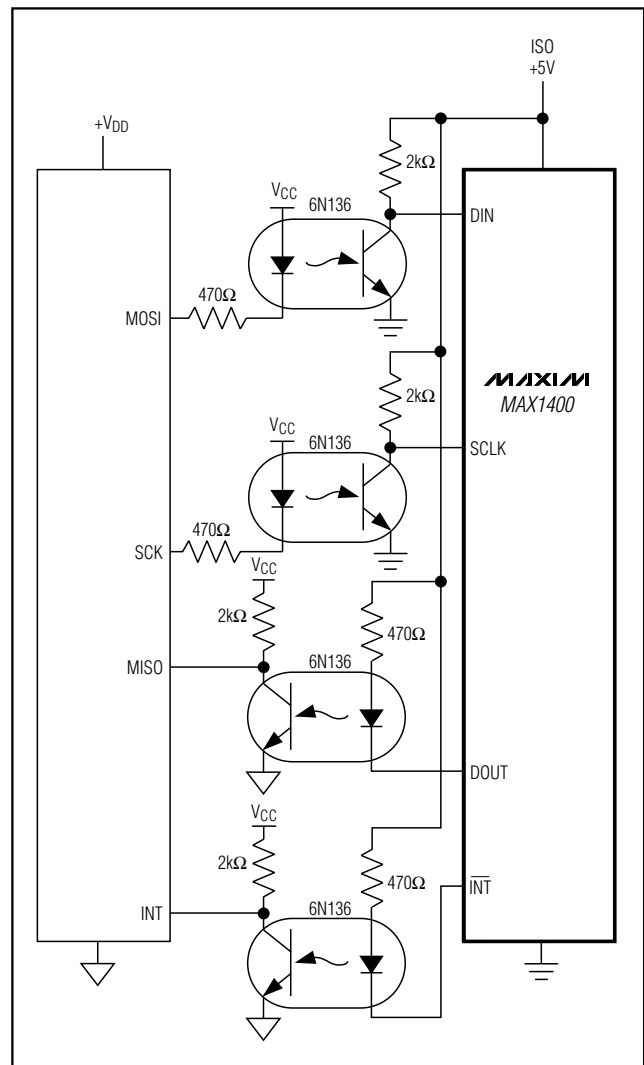 ISO
+5V
+VDD
2kΩ
VCC
6N136
DIN
470Ω
MOSI
MAXIM
MAX1400
2kΩ
VCC
6N136
SCLK
470Ω
SCK
VCC
2kΩ
470Ω
6N136
MISO
DOUT
VCC
2kΩ
470Ω
INT
INT
6N136